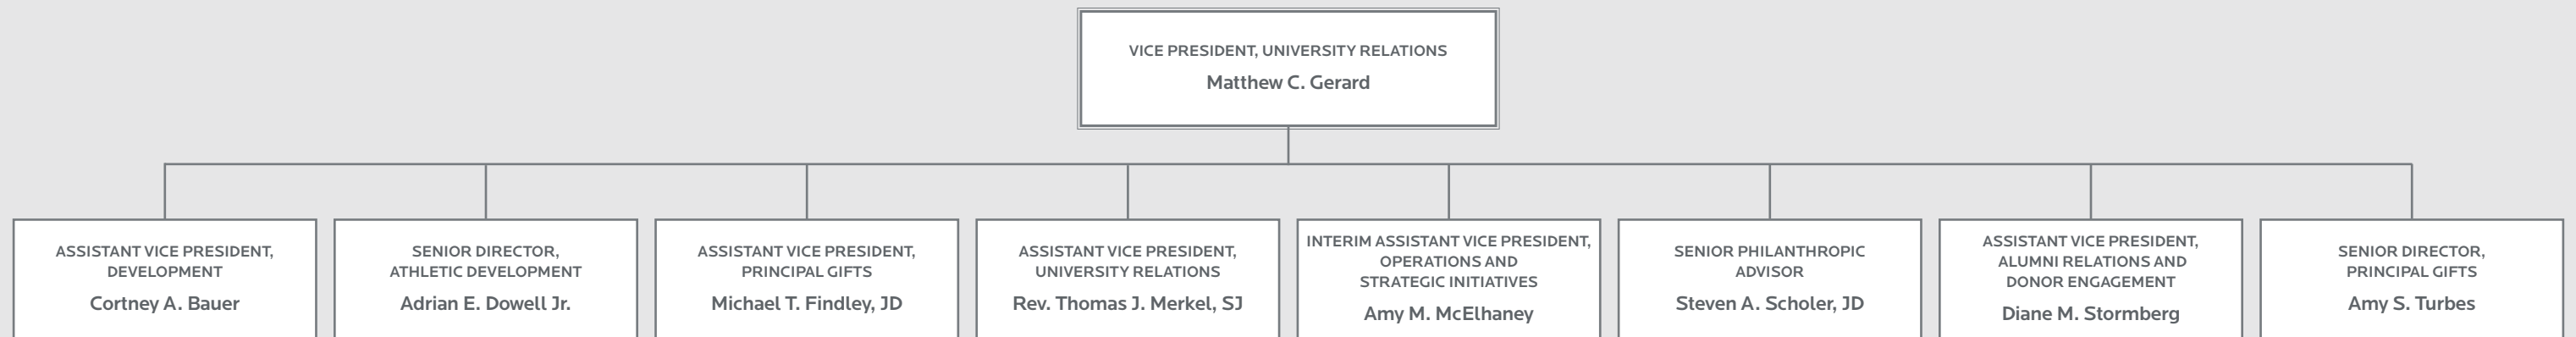 VICE PRESIDENT, UNIVERSITY RELATIONS
Matthew C. Gerard
ASSISTANT VICE PRESIDENT,
DEVELOPMENT
Cortney A. Bauer
SENIOR DIRECTOR,
ATHLETIC DEVELOPMENT
Adrian E. Dowell Jr.
ASSISTANT VICE PRESIDENT,
PRINCIPAL GIFTS
Michael T. Findley, JD
ASSISTANT VICE PRESIDENT,
UNIVERSITY RELATIONS
Rev. Thomas J. Merkel, SJ
INTERIM ASSISTANT VICE PRESIDENT,
OPERATIONS AND
STRATEGIC INITIATIVES
Amy M. McElhaney
SENIOR PHILANTHROPIC
ADVISOR
Steven A. Scholer, JD
ASSISTANT VICE PRESIDENT,
ALUMNI RELATIONS AND
DONOR ENGAGEMENT
Diane M. Stormberg
SENIOR DIRECTOR,
PRINCIPAL GIFTS
Amy S. Turbes